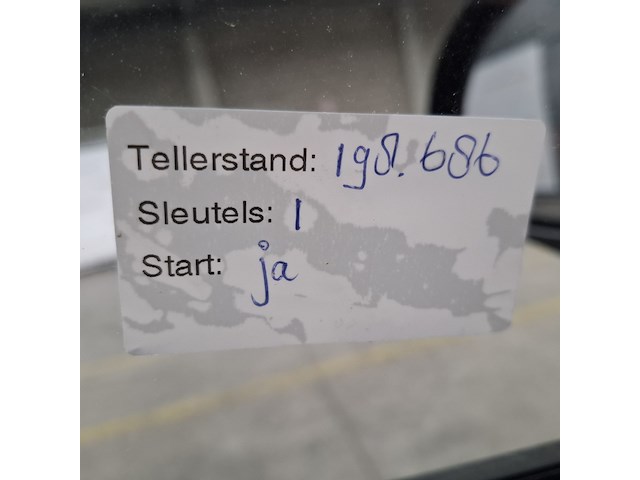 Tellerstand: 198.686
Sleutels: 1
Start: ja